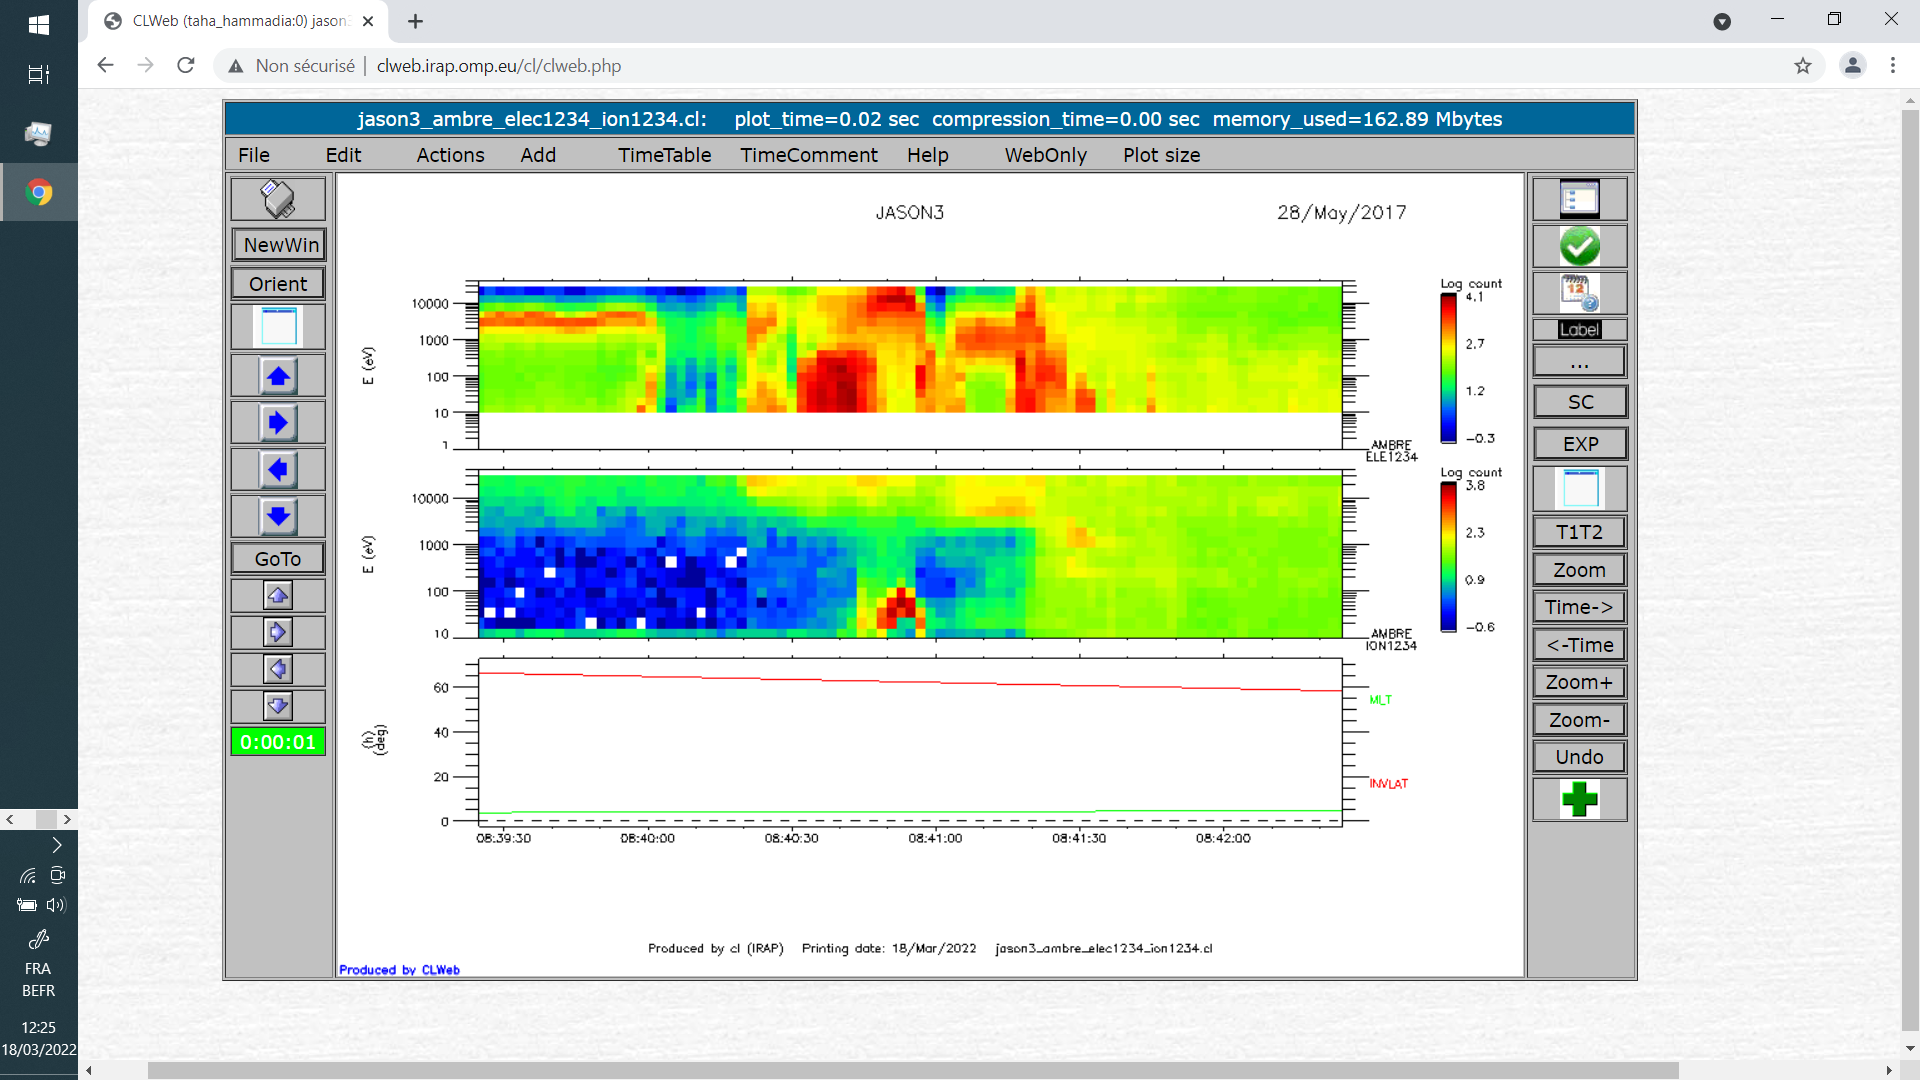 CLWeb (taha_hammadia:0) jason3
Non sécurisé | clweb.irap.omp.eu/cl/clweb.php
jason3_ambre_elec1234_ion1234.cl: plot_time=0.02 sec compression_time=0.00 sec memory_used=162.89 Mbytes
File Edit Actions Add TimeTable TimeComment Help WebOnly Plot size
NewWin
Orient
GoTo
0:00:01
JASON3 28/May/2017
E (eV)
10000
1000
100
10
1
AMBRE
ELE1234
Log count
4.1
2.7
1.2
-0.3
E (eV)
10000
1000
100
10
AMBRE
ION1234
Log count
3.8
2.3
0.9
-0.6
(h)
(deg)
60
40
20
0
MLT
INVLAT
08:39:30 08:40:00 08:40:30 08:41:00 08:41:30 08:42:00
Produced by cl (IRAP) Printing date: 18/Mar/2022 jason3_ambre_elec1234_ion1234.cl
Produced by CLWeb
12
Label
...
SC
EXP
T1T2
Zoom
Time->
<-Time
Zoom+
Zoom-
Undo
FRA
BEFR
12:25
18/03/2022